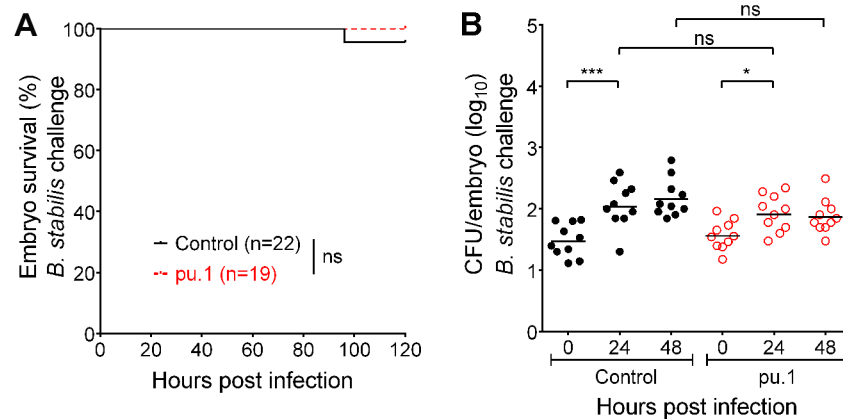 A
Embryo survival (%)
B. stabilis challenge
100
80
60
40
20
0
Control (n=22)
pu.1 (n=19)
ns
0 20 40 60 80 100 120
Hours post infection
B
CFU/embryo (log10)
B. stabilis challenge
5
4
3
2
1
0
ns
ns
*** *
0 24 48 0 24 48
Control pu.1
Hours post infection